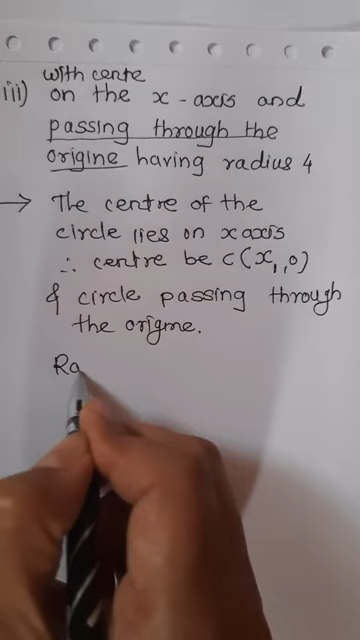 with cente
iii) on the x-axis and
passing through the
origine having radius 4
→ The centre of the
circle lies on x axis
∴ centre be C(x₁,0)
& circle passing through
the origine.
Ra